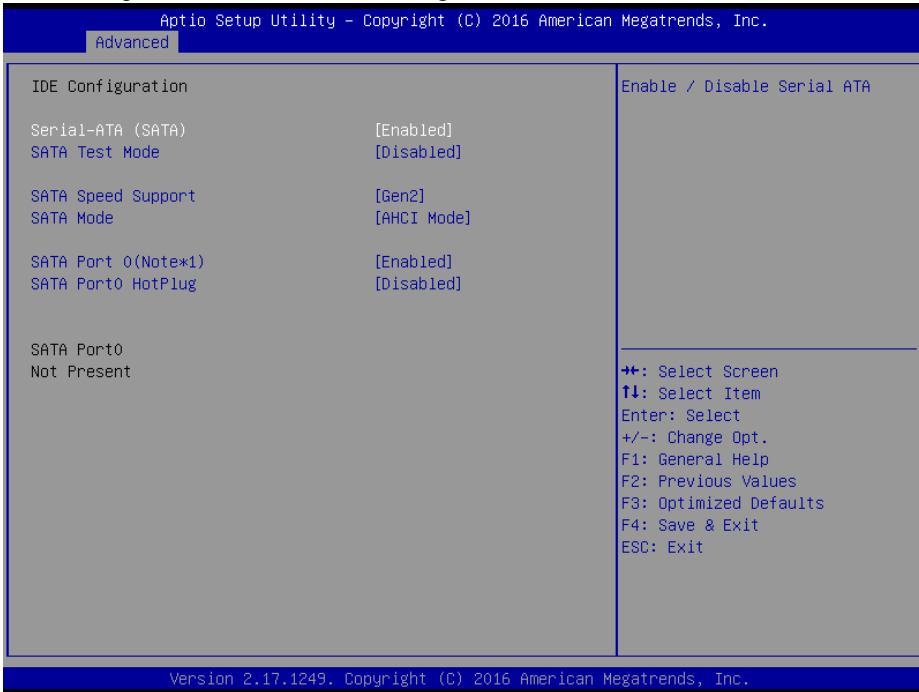 Aptio Setup Utility – Copyright (C) 2016 American Megatrends, Inc.
Advanced
IDE Configuration
Serial-ATA (SATA) [Enabled]
SATA Test Mode [Disabled]
SATA Speed Support [Gen2]
SATA Mode [AHCI Mode]
SATA Port 0(Note*1) [Enabled]
SATA Port0 HotPlug [Disabled]
SATA Port0
Not Present
Enable / Disable Serial ATA
→←: Select Screen
↑↓: Select Item
Enter: Select
+/-: Change Opt.
F1: General Help
F2: Previous Values
F3: Optimized Defaults
F4: Save & Exit
ESC: Exit
Version 2.17.1249. Copyright (C) 2016 American Megatrends, Inc.